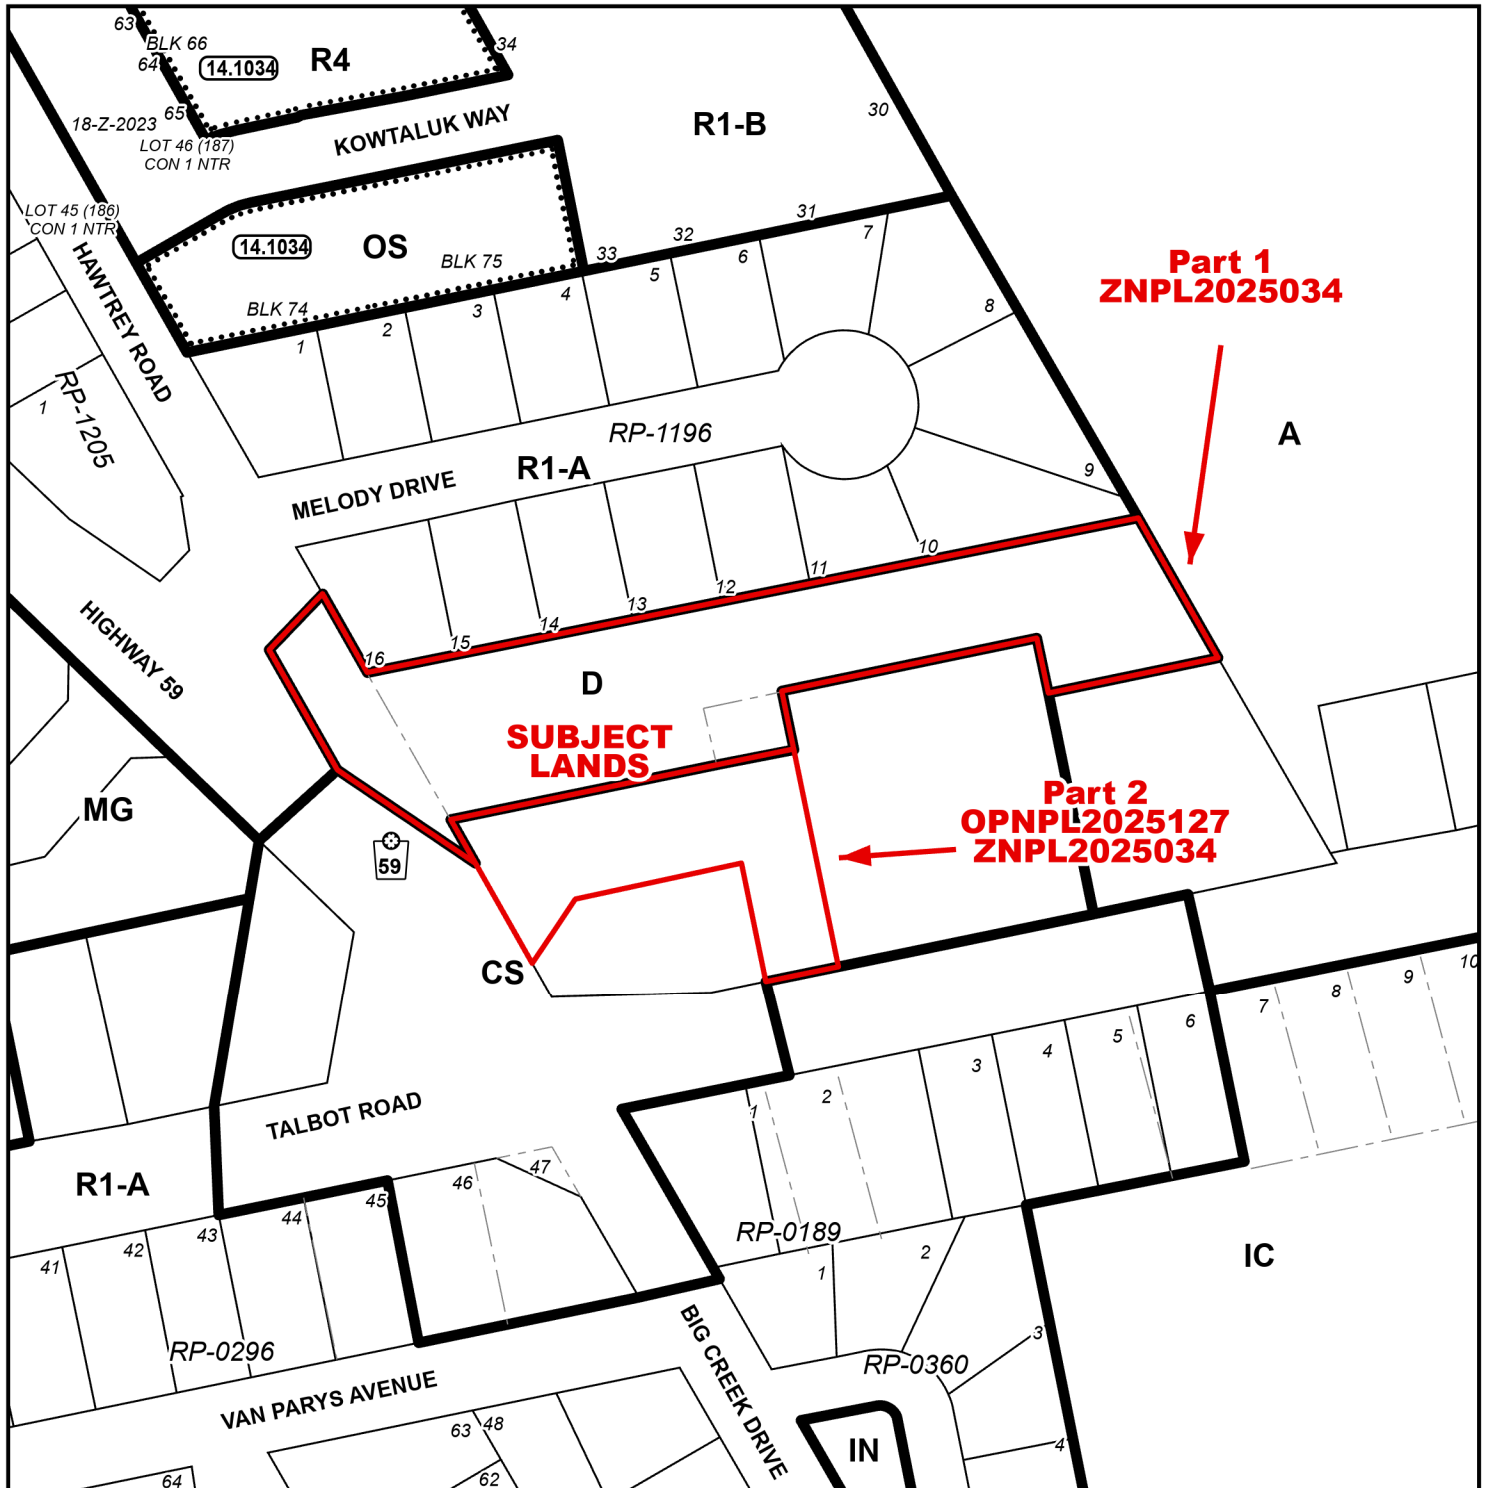 63
BLK 66
64
14.1034
R4
34
65
18-Z-2023
LOT 46 (187)
CON 1 NTR
KOWTALUK WAY
R1-B
30
LOT 45 (186)
CON 1 NTR
HAWTREY ROAD
14.1034
OS
BLK 75
BLK 74
33
32
31
1
2
3
4
5
6
7
8
9
Part 1
ZNPL2025034
A
1
RP-1205
RP-1196
R1-A
MELODY DRIVE
10
11
12
13
14
15
16
HIGHWAY 59
D
SUBJECT
LANDS
MG
59
Part 2
OPNPL2025127
ZNPL2025034
CS
1
2
3
4
5
6
7
8
9
10
TALBOT ROAD
R1-A
41
42
43
44
45
46
47
RP-0189
1
2
3
4
IC
RP-0296
RP-0360
VAN PARYS AVENUE
BIG CREEK DRIVE
IN
63
48
62
64